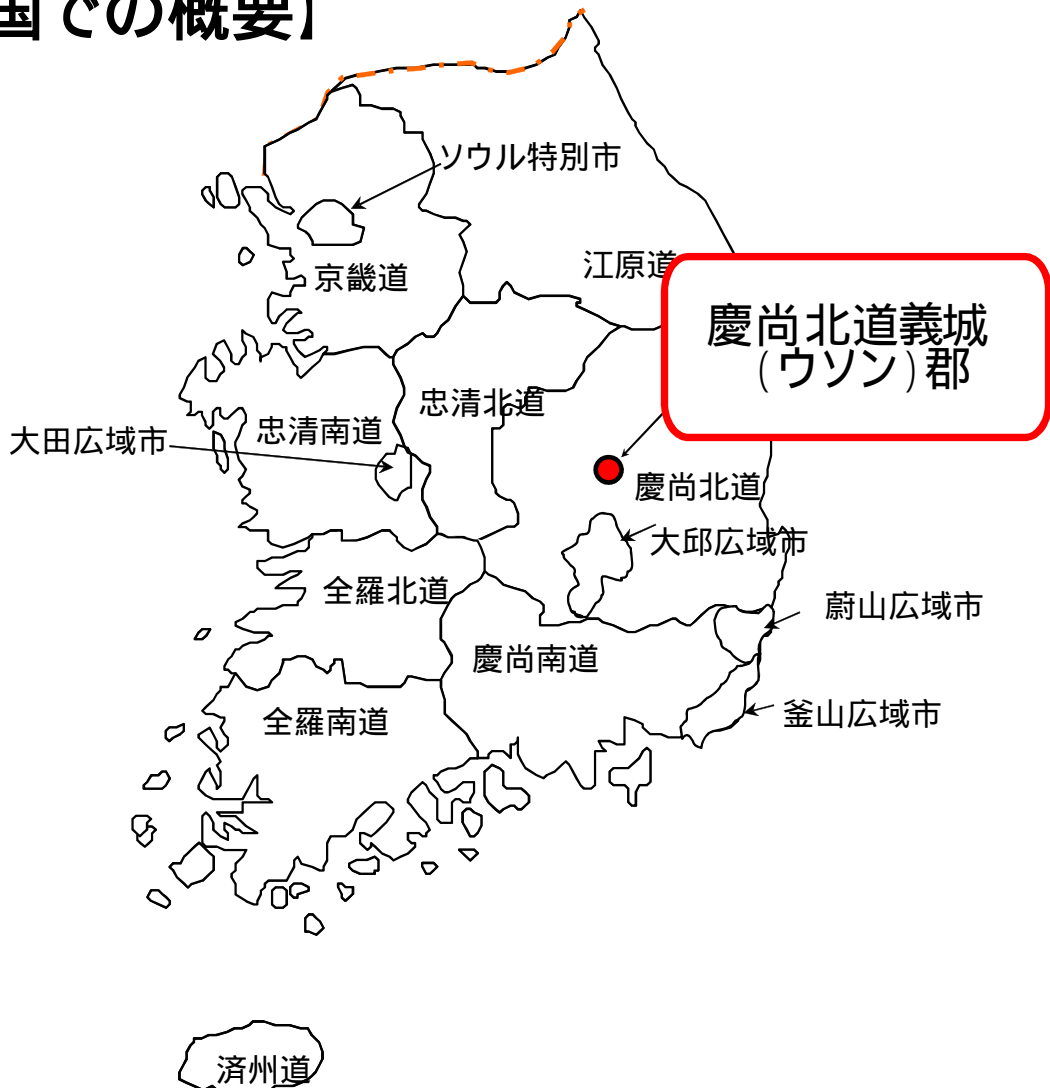 国での概要】
ソウル特別市
江原道
京畿道
慶尚北道義城
(ウソン)郡
忠清北道
忠清南道
大田広域市
慶尚北道
大邱広域市
全羅北道
蔚山広域市
慶尚南道
釜山広域市
全羅南道
済州道